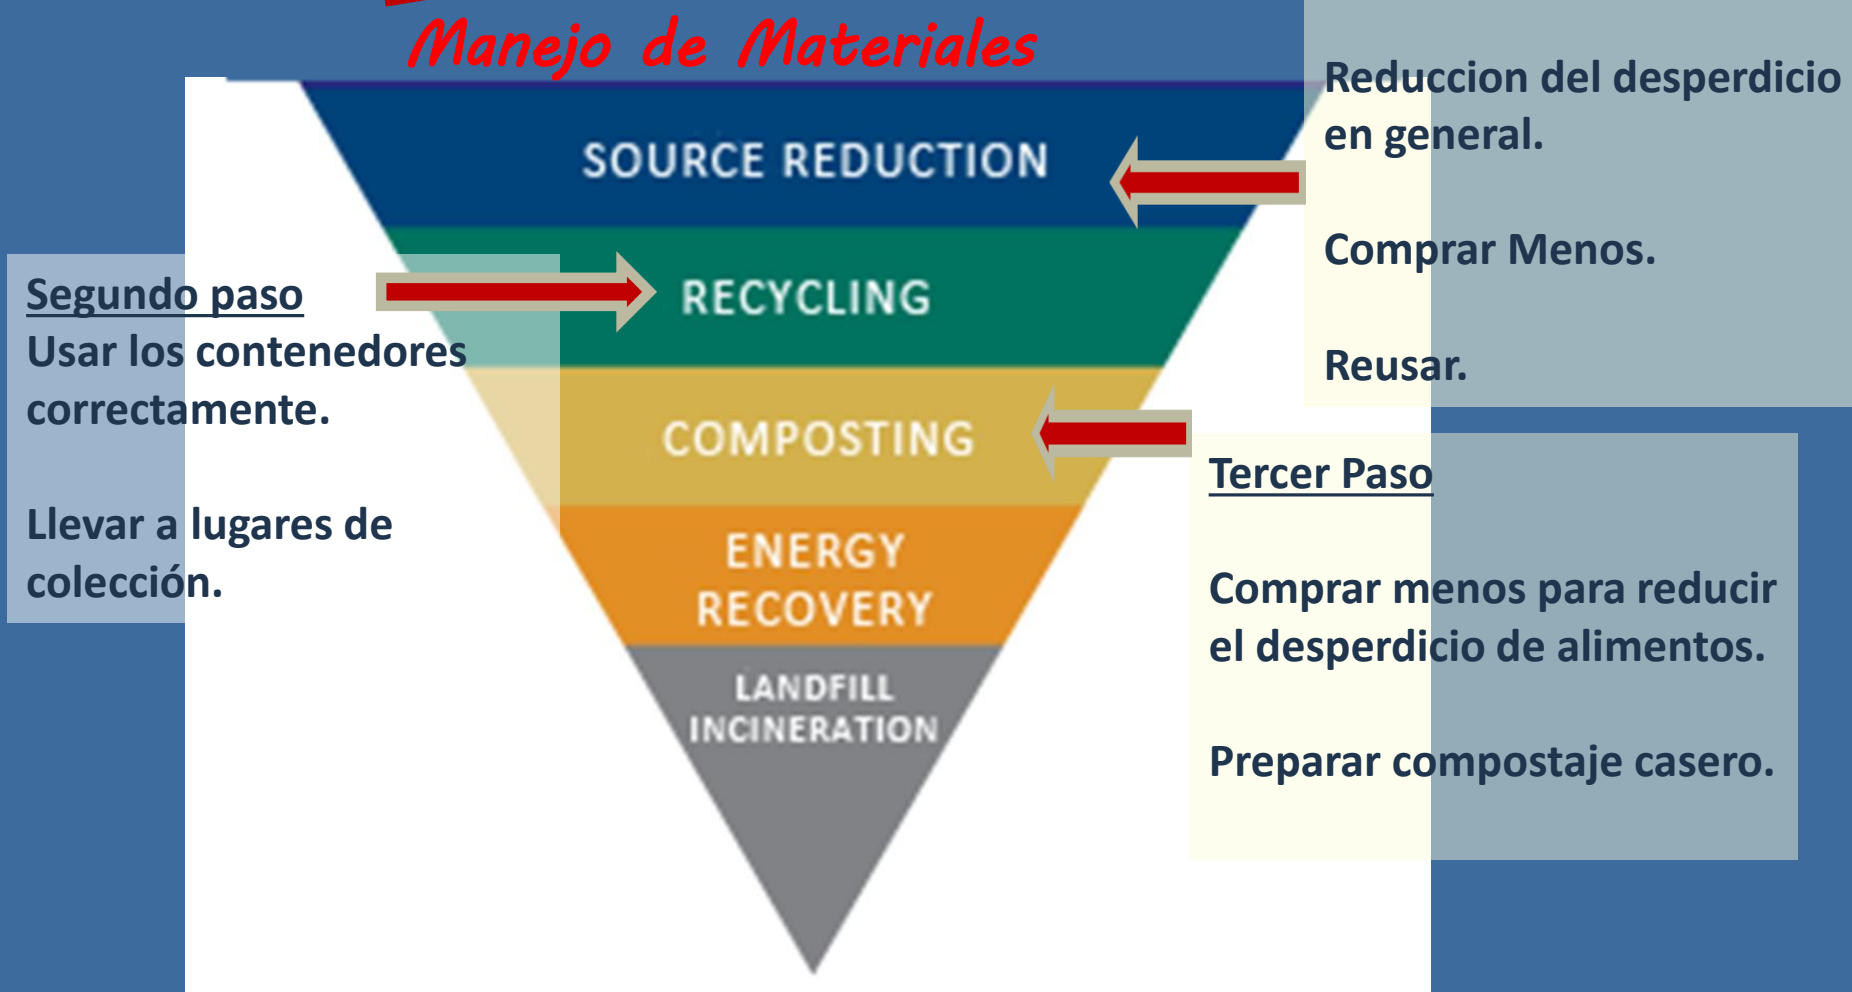 Manejo de Materiales
SOURCE REDUCTION
Reduccion del desperdicio
en general.
Comprar Menos.
Reusar.
Segundo paso
Usar los contenedores
correctamente.
Llevar a lugares de
colección.
RECYCLING
COMPOSTING
Tercer Paso
Comprar menos para reducir
el desperdicio de alimentos.
Preparar compostaje casero.
ENERGY
RECOVERY
LANDFILL
INCINERATION